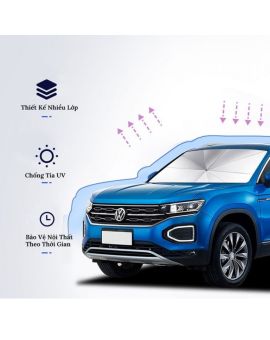 Thiết Kế Nhiều Lớp
Chống Tia UV
Bảo Vệ Nội Thất
Theo Thời Gian